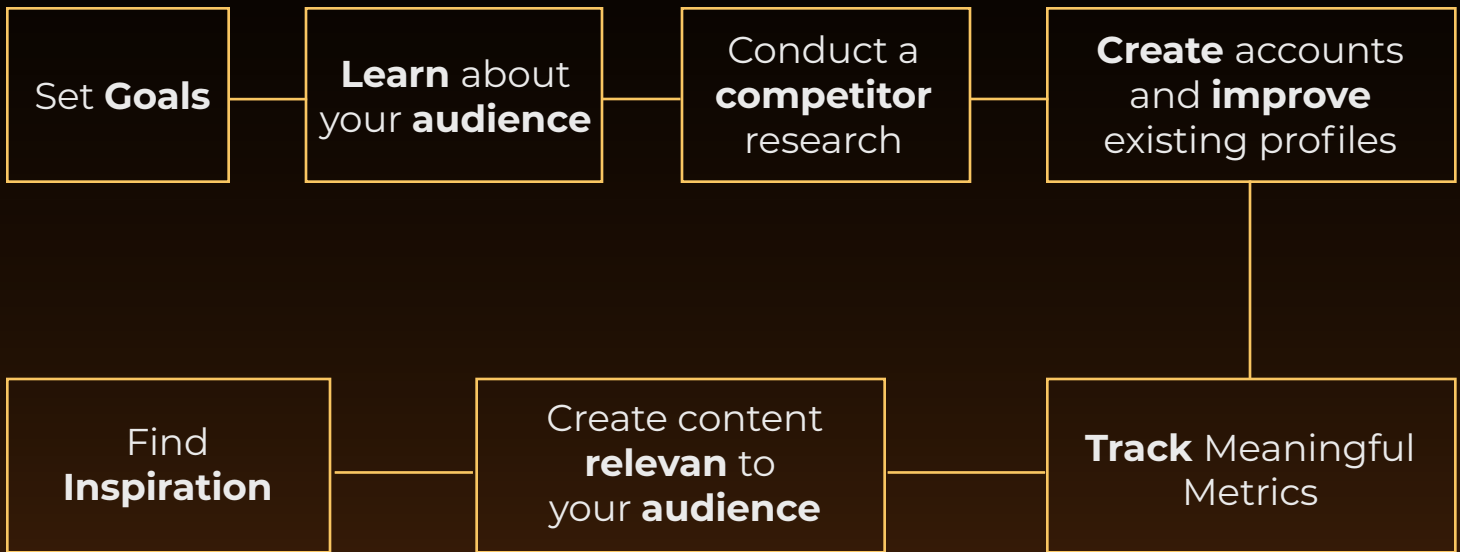 Set Goals
Learn about
your audience
Conduct a
competitor
research
Create accounts
and improve
existing profiles
Find
Inspiration
Create content
relevan to
your audience
Track Meaningful
Metrics